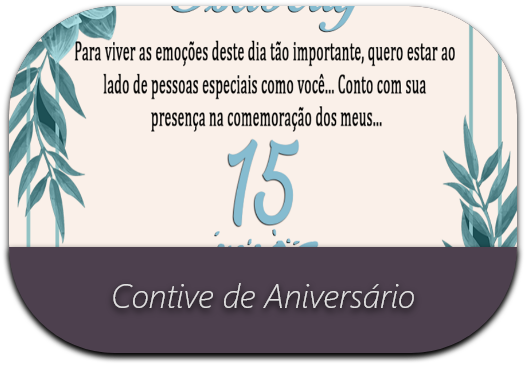 Para viver as emoções deste dia tão importante, quero estar ao
lado de pessoas especiais como você... Conto com sua
presença na comemoração dos meus...
15
Contive de Aniversário